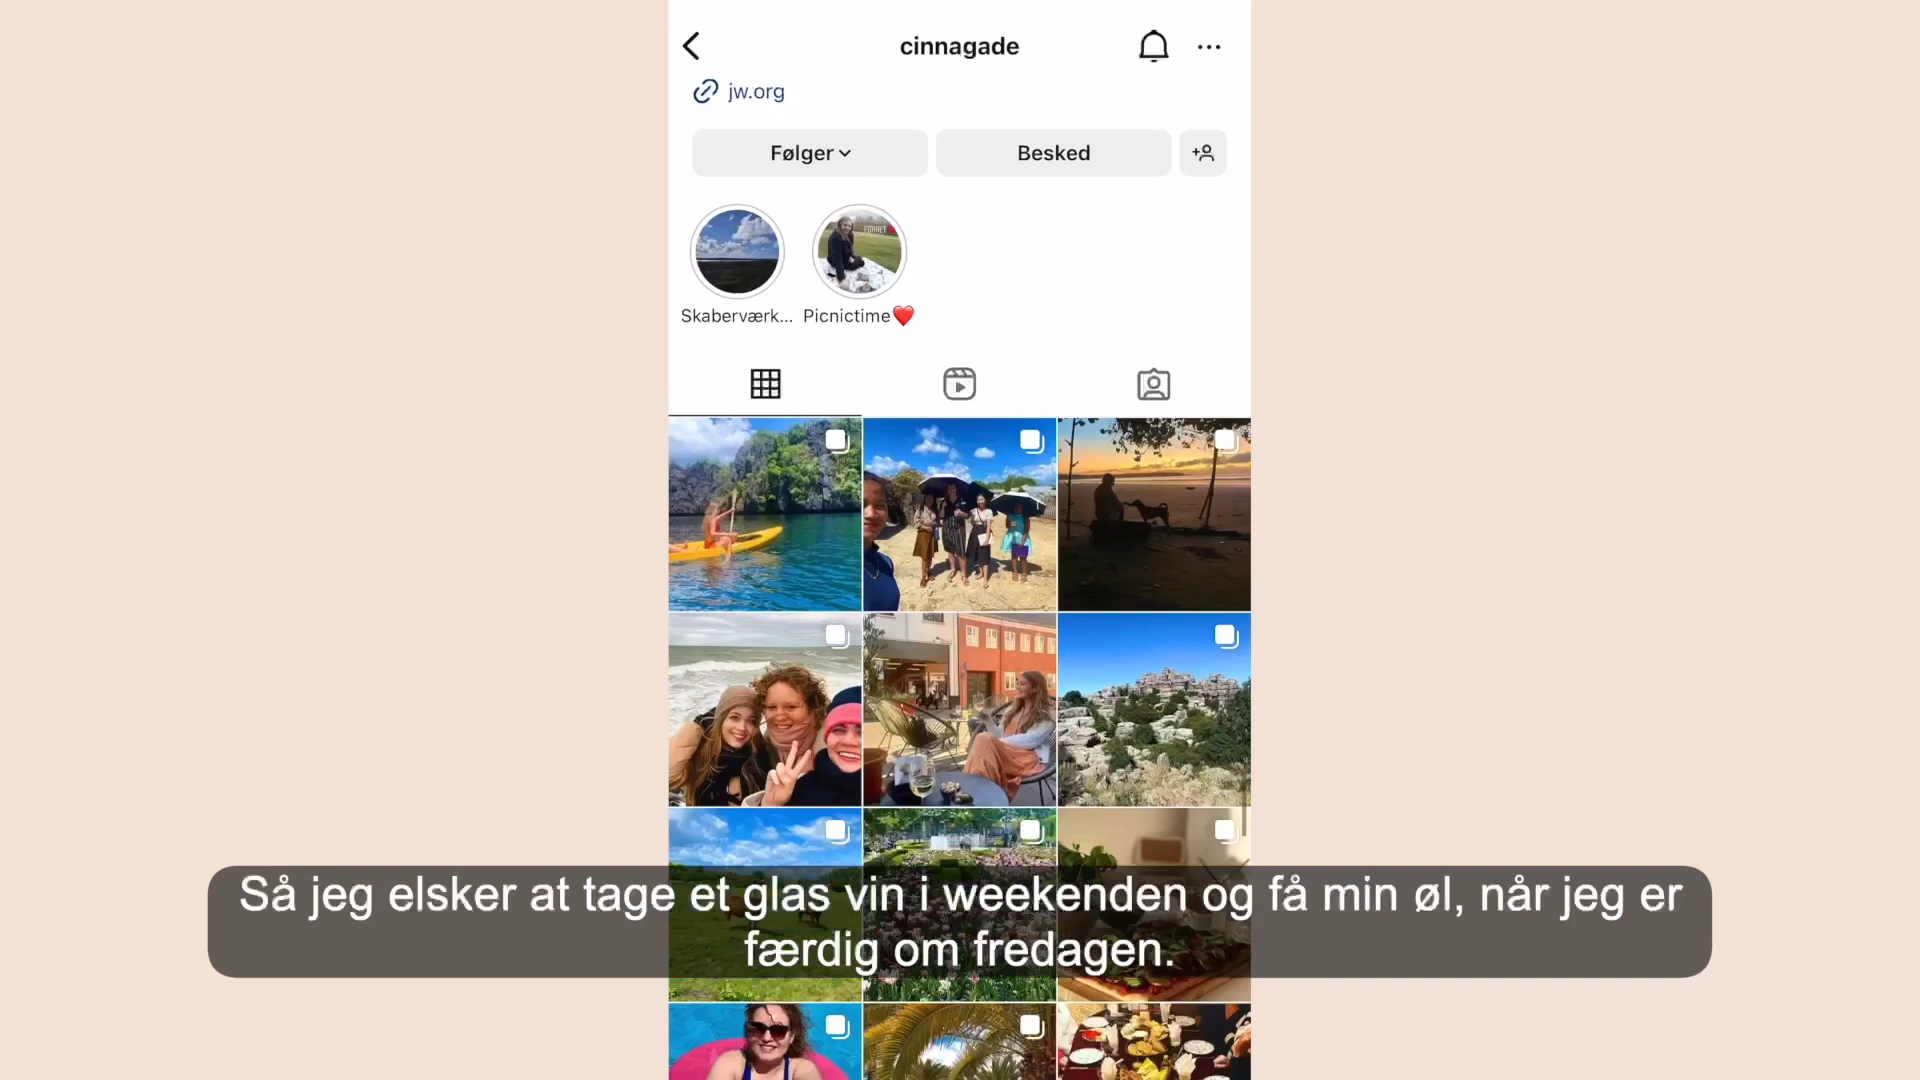 cinnagade
jw.org
Følger
Besked
FORRET
Skaberværk...
Picnictime❤️
Så jeg elsker at tage et glas vin i weekenden og få min øl, når jeg er
færdig om fredagen.